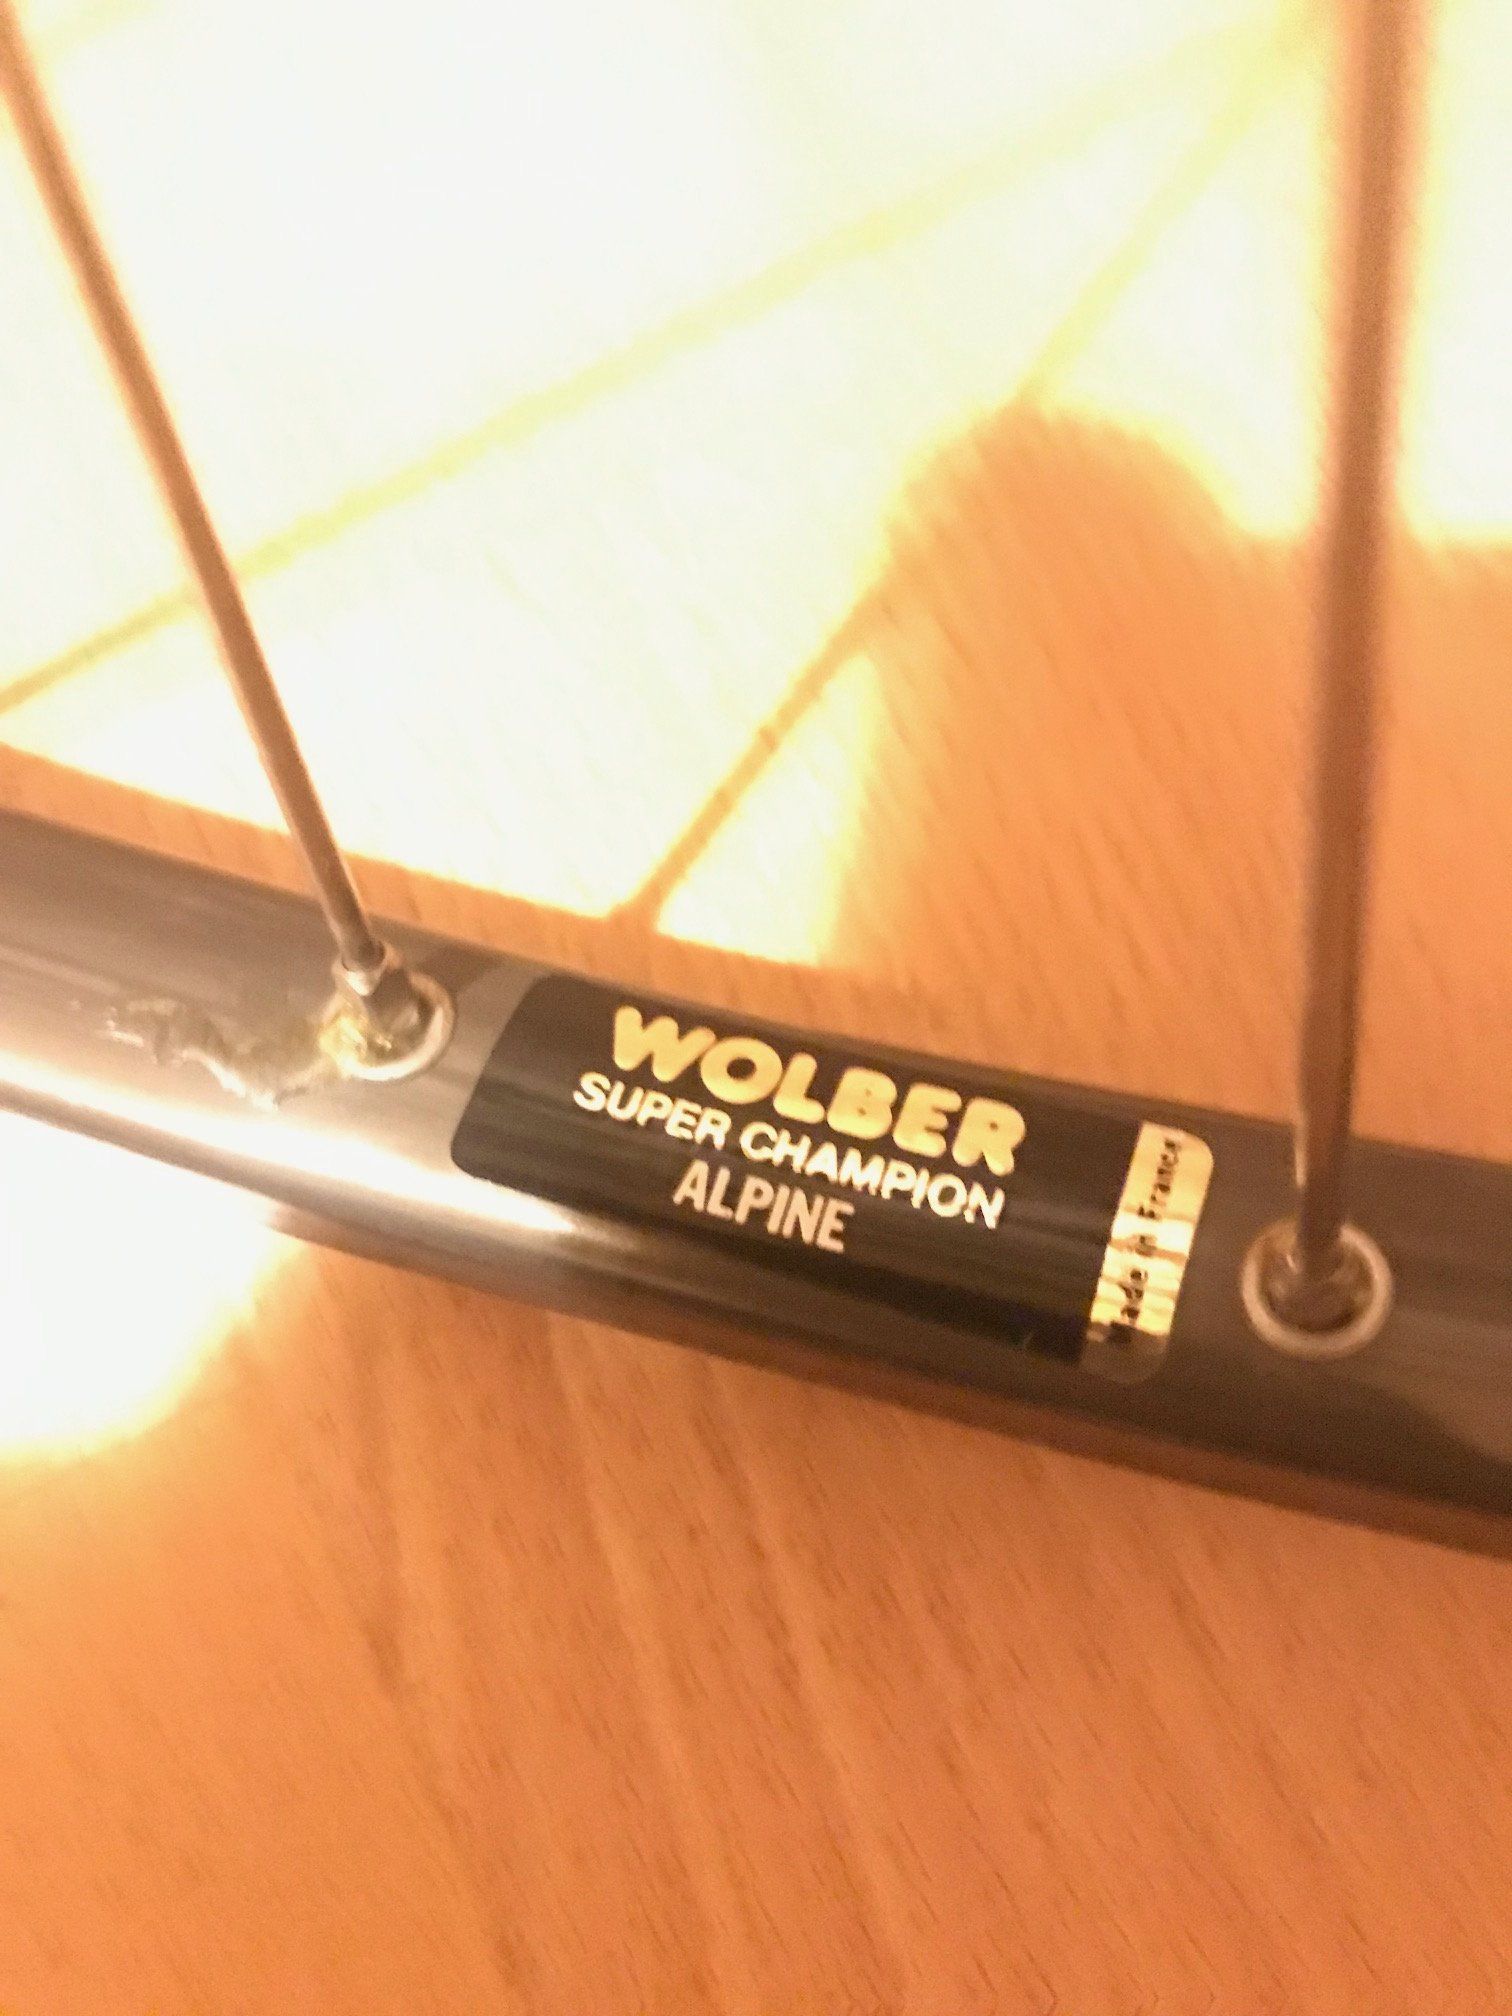 WOLBER
SUPER CHAMPION
ALPINE
Made in France